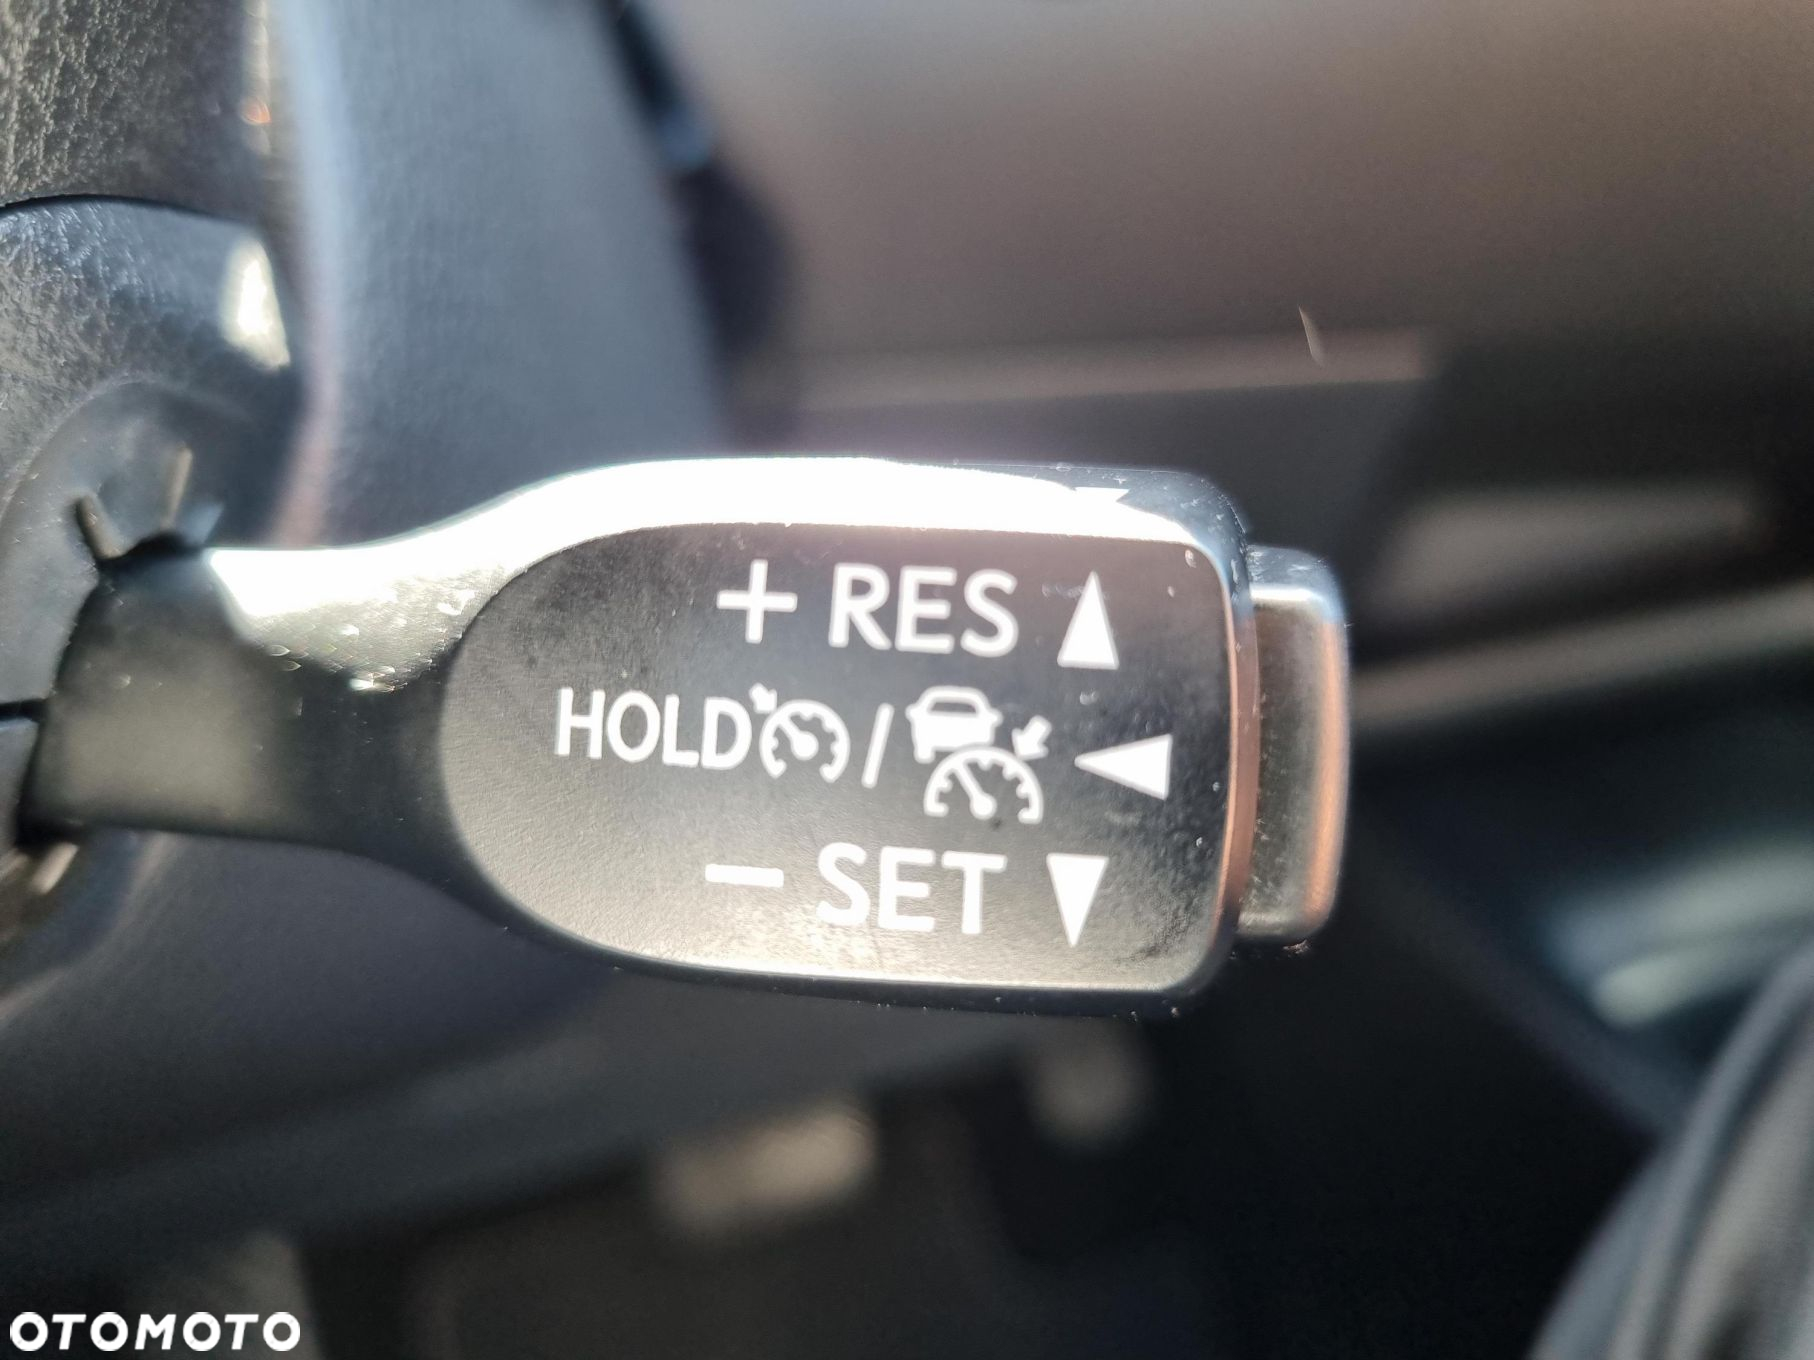 + RES
HOLD /
− SET
OTOMOTO